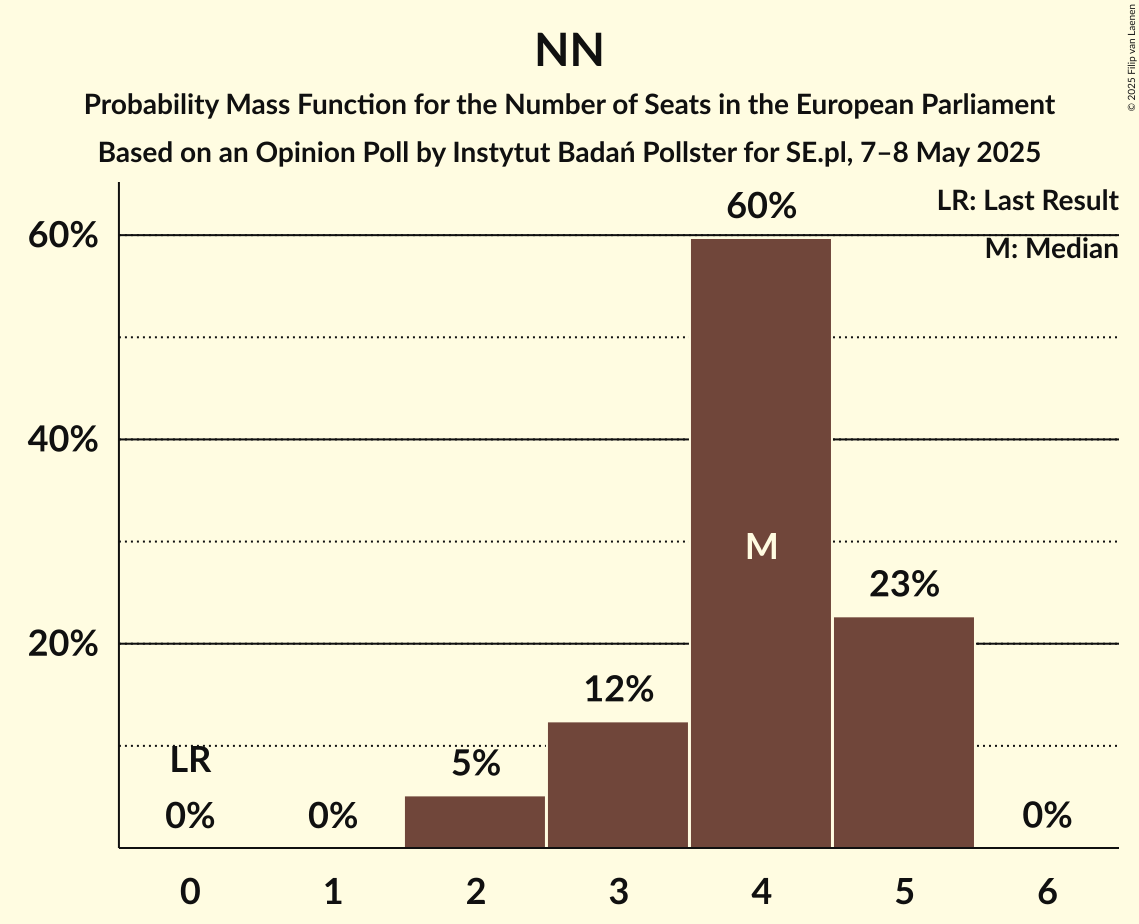 NN
Probability Mass Function for the Number of Seats in the European Parliament
Based on an Opinion Poll by Instytut Badań Pollster for SE.pl, 7–8 May 2025
© 2025 Filip van Laenen
LR: Last Result
M: Median
60%
40%
20%
LR
0%
0%
5%
12%
60%
M
23%
0%
0
1
2
3
4
5
6